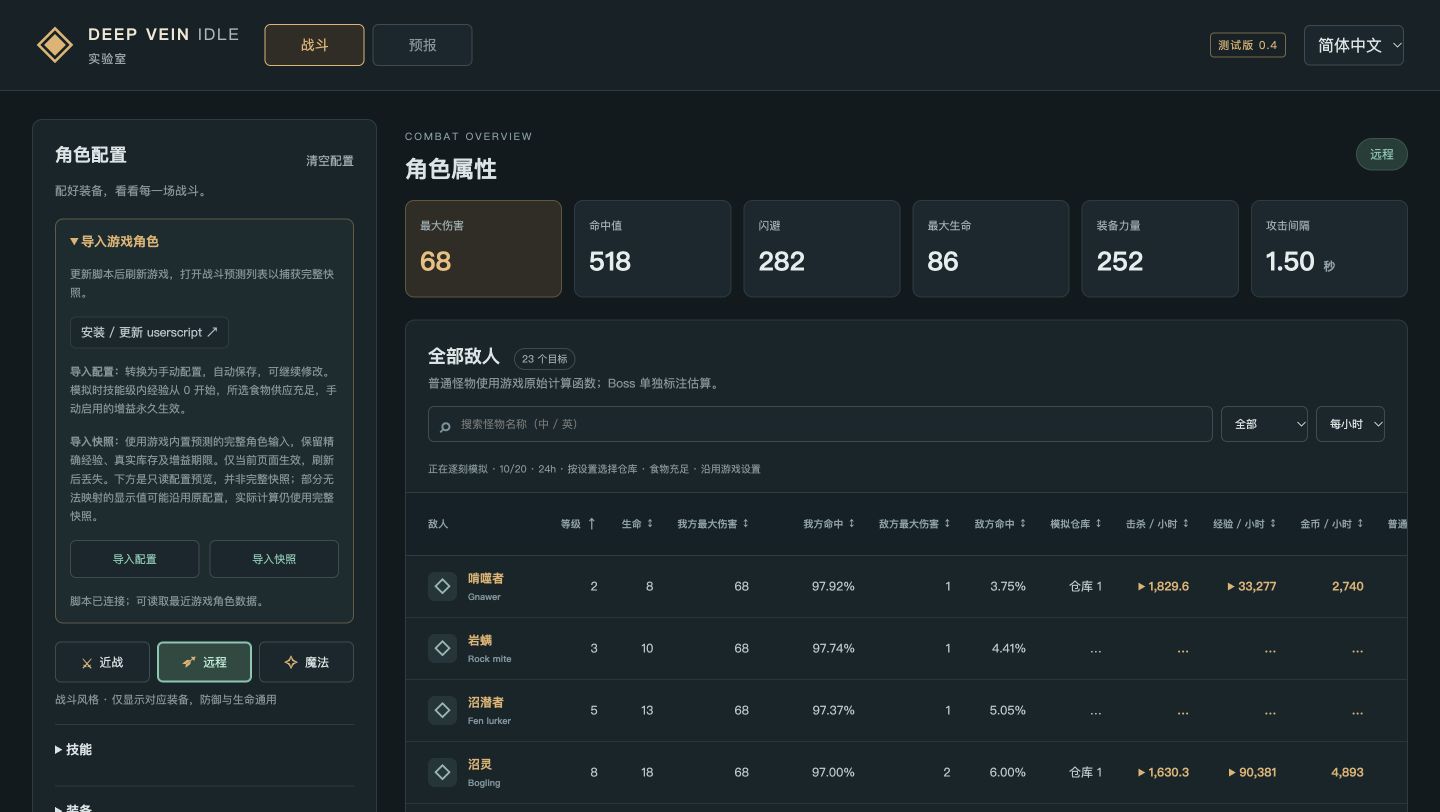 DEEP VEIN IDLE
实验室
战斗
预报
测试版 0.4
简体中文
角色配置
清空配置
配好装备，看看每一场战斗。
▼导入游戏角色
更新脚本后刷新游戏，打开战斗预测列表以捕获完整快
照。
安装 / 更新 userscript ↗
导入配置：转换为手动配置，自动保存，可继续修改。
模拟时技能级内经验从 0 开始，所选食物供应充足，手
动启用的增益永久生效。
导入快照：使用游戏内置预测的完整角色输入，保留精
确经验、真实库存及增益期限。仅当前页面生效，刷新
后丢失。下方是只读配置预览，并非完整快照；部分无
法映射的显示值可能沿用原配置，实际计算仍使用完整
快照。
导入配置
导入快照
脚本已连接；可读取最近游戏角色数据。
近战
远程
魔法
战斗风格 · 仅显示对应装备，防御与生命通用
▶技能
▶装备
COMBAT OVERVIEW
角色属性
远程
最大伤害
68
命中值
518
闪避
282
最大生命
86
装备力量
252
攻击间隔
1.50 秒
全部敌人 23 个目标
普通怪物使用游戏原始计算函数；Boss 单独标注估算。
搜索怪物名称（中 / 英）
全部
每小时
正在逐刻模拟 · 10/20 · 24h · 按设置选择仓库 · 食物充足 · 沿用游戏设置
敌人 等级 ↑ 生命 ↕ 我方最大伤害 ↕ 我方命中 ↕ 敌方最大伤害 ↕ 敌方命中 ↕ 模拟仓库 ↕ 击杀 / 小时 ↕ 经验 / 小时 ↕ 金币 / 小时 ↕ 普通
啃噬者 2 8 68 97.92% 1 3.75% 仓库 1 ▶1,829.6 ▶33,277 2,740
Gnawer
岩螨 3 10 68 97.74% 1 4.41% … … … …
Rock mite
沼潜者 5 13 68 97.37% 1 5.05% … … … …
Fen lurker
沼灵 8 18 68 97.00% 2 6.00% 仓库 1 ▶1,630.3 ▶90,381 4,893
Bogling